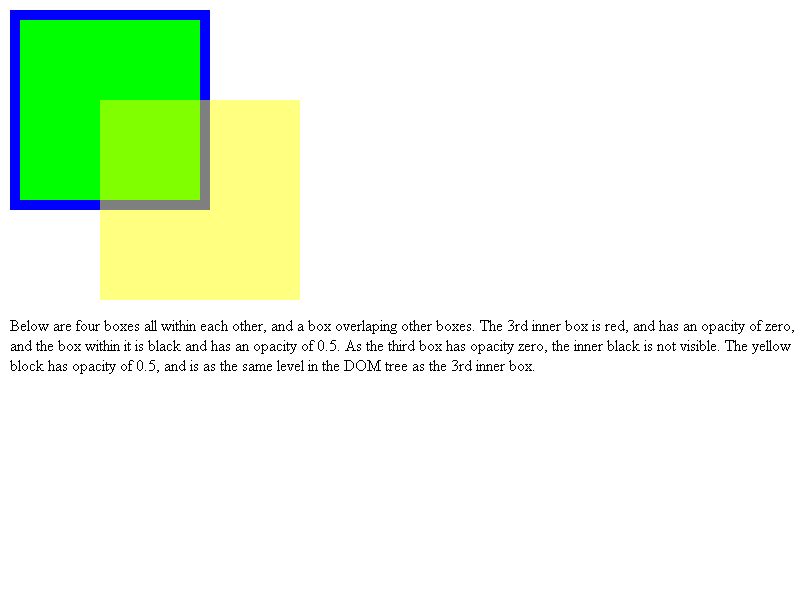 Below are four boxes all within each other, and a box overlaping other boxes. The 3rd inner box is red, and has an opacity of zero,
and the box within it is black and has an opacity of 0.5. As the third box has opacity zero, the inner black is not visible. The yellow
block has opacity of 0.5, and is as the same level in the DOM tree as the 3rd inner box.